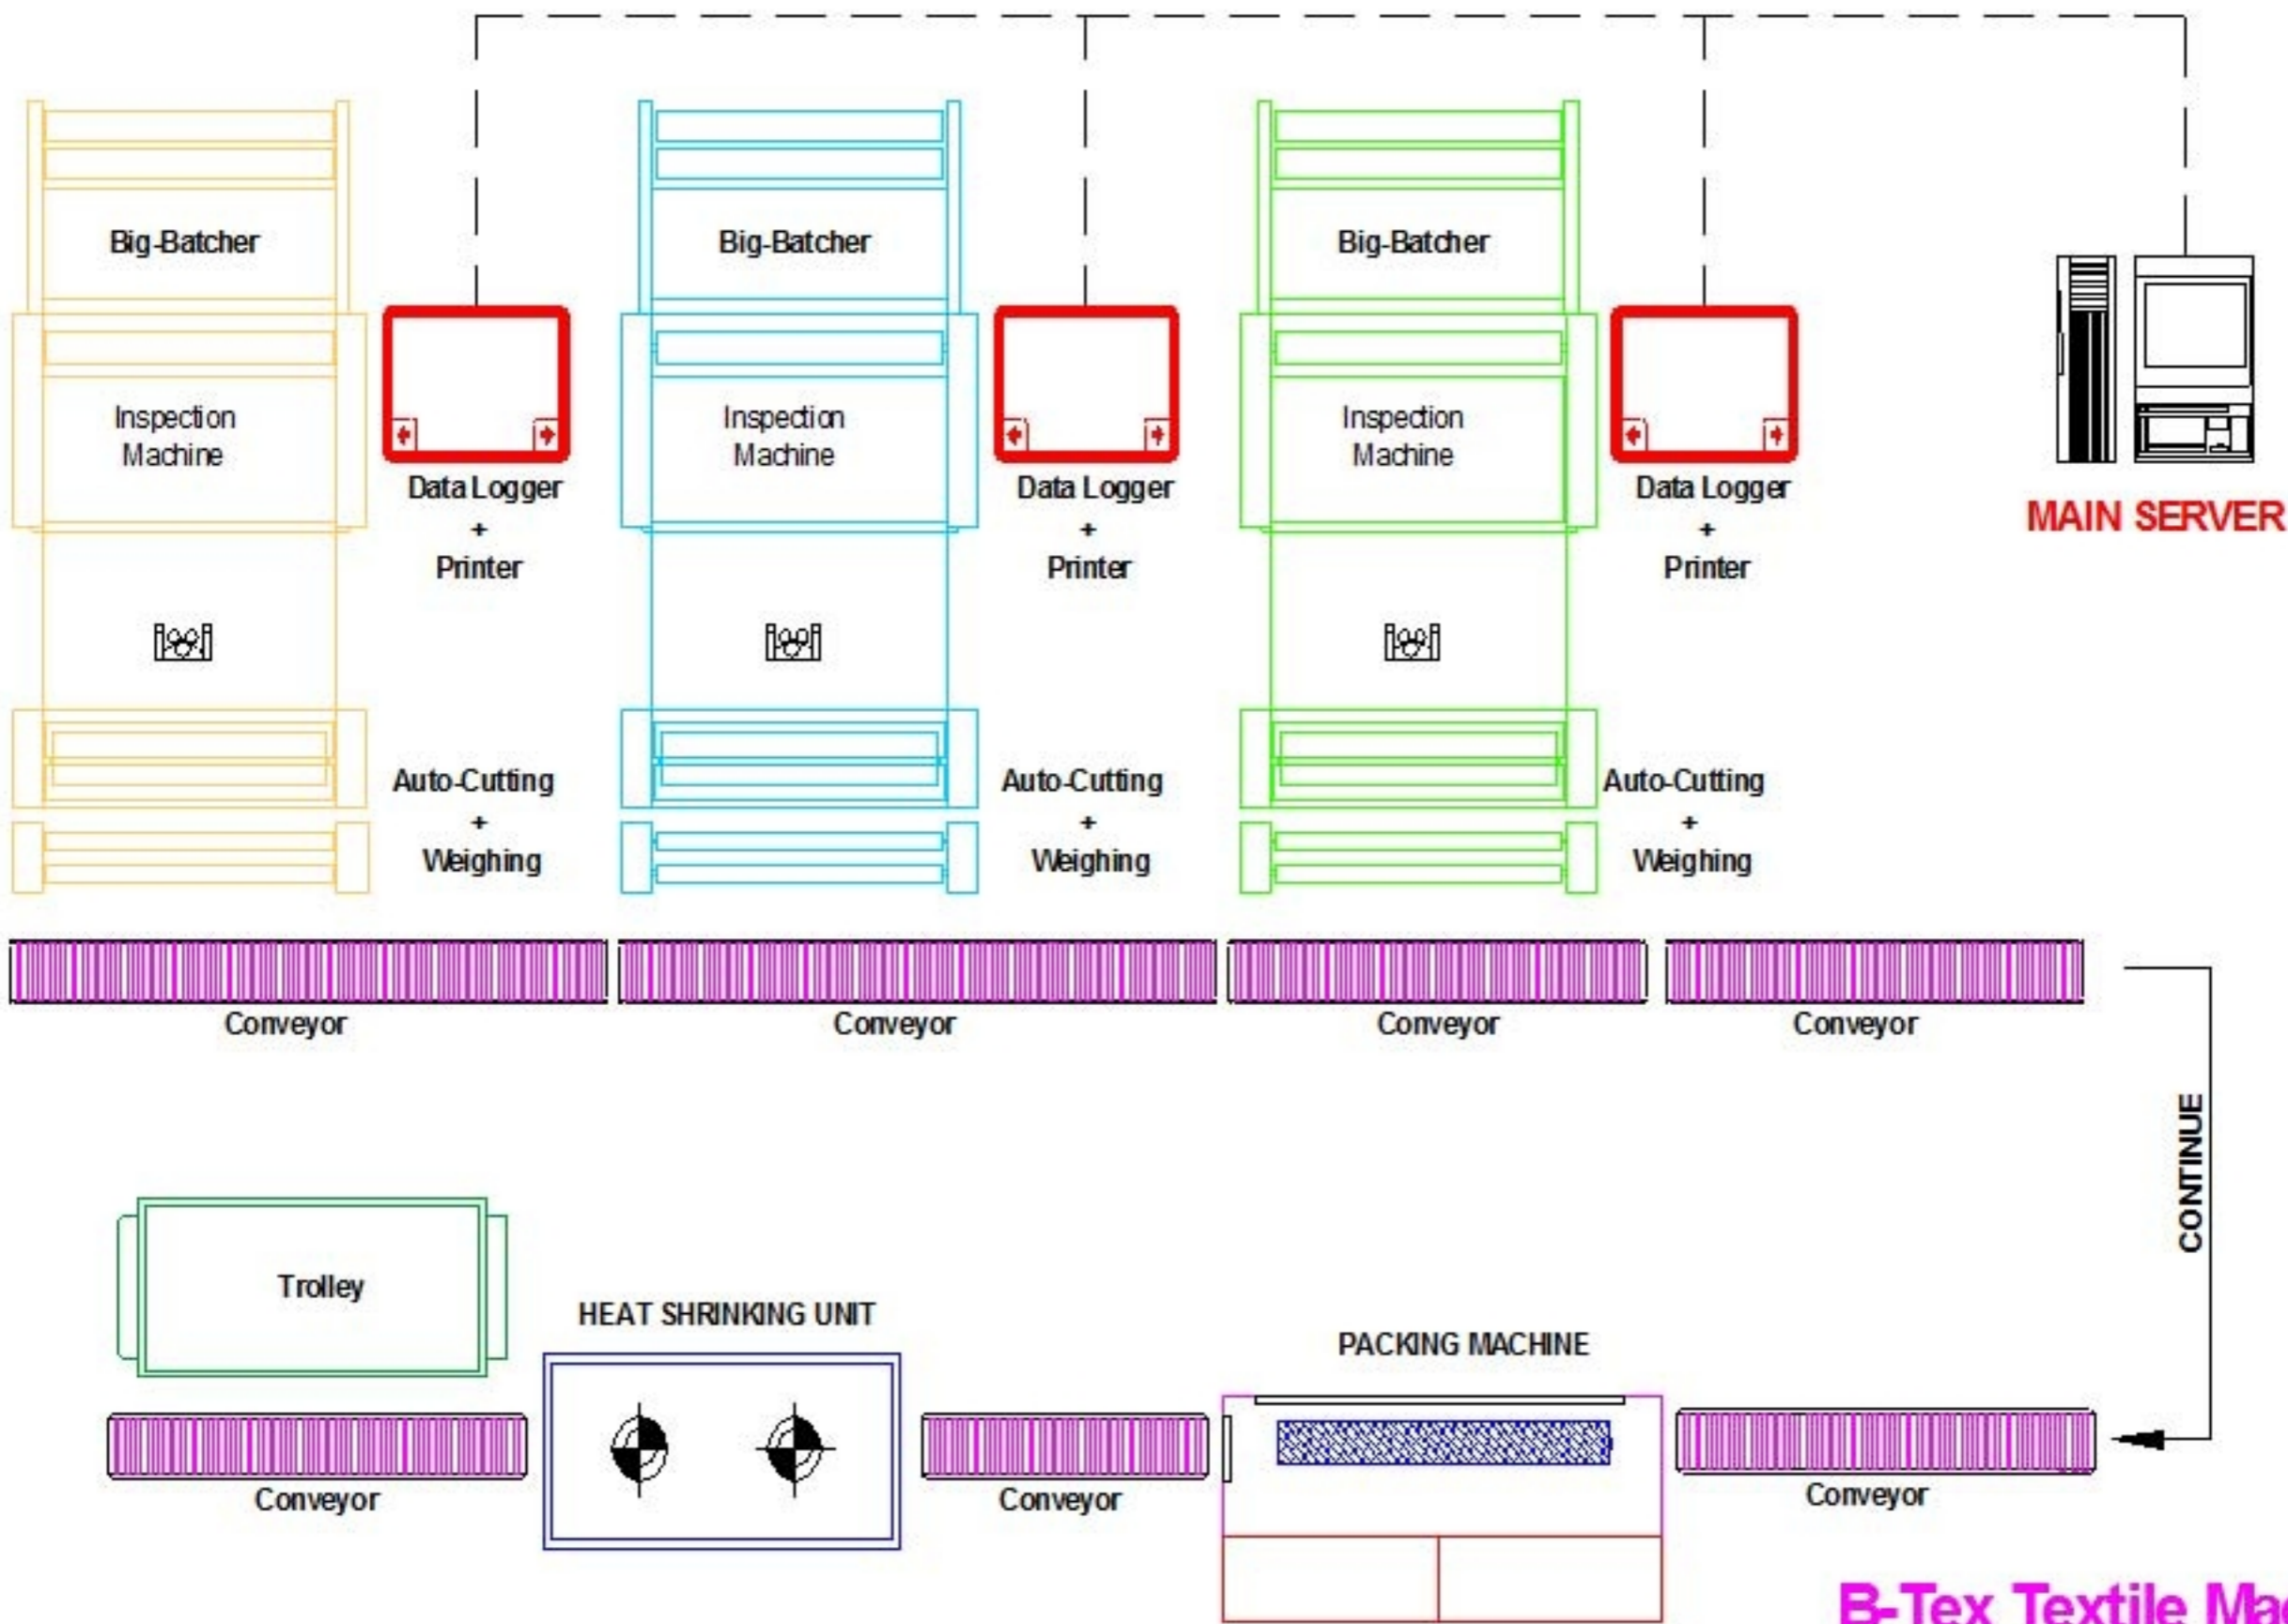 Big-Batcher
Big-Batcher
Big-Batcher
Inspection
Machine
Inspection
Machine
Inspection
Machine
Data Logger
+
Printer
Data Logger
+
Printer
Data Logger
+
Printer
MAIN SERVER
Auto-Cutting
+
Weighing
Auto-Cutting
+
Weighing
Auto-Cutting
+
Weighing
Conveyor
Conveyor
Conveyor
Conveyor
CONTINUE
Trolley
HEAT SHRINKING UNIT
PACKING MACHINE
Conveyor
Conveyor
Conveyor
B-Tex Textile